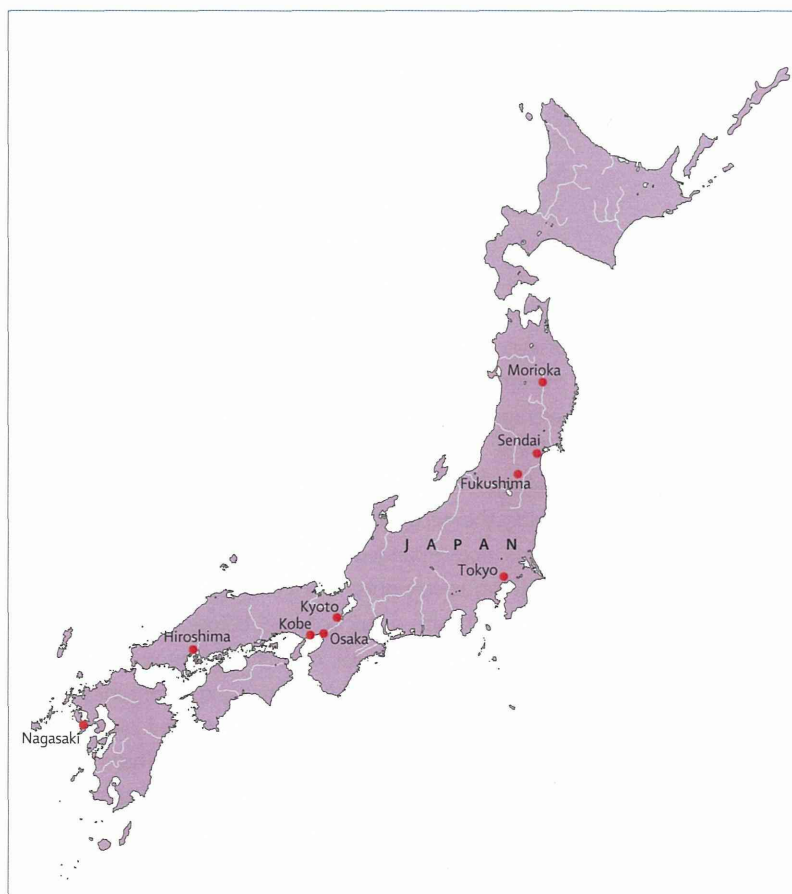 Morioka
Sendai
Fukushima
J A P A N
Tokyo
Kyoto
Kobe
Osaka
Hiroshima
Nagasaki